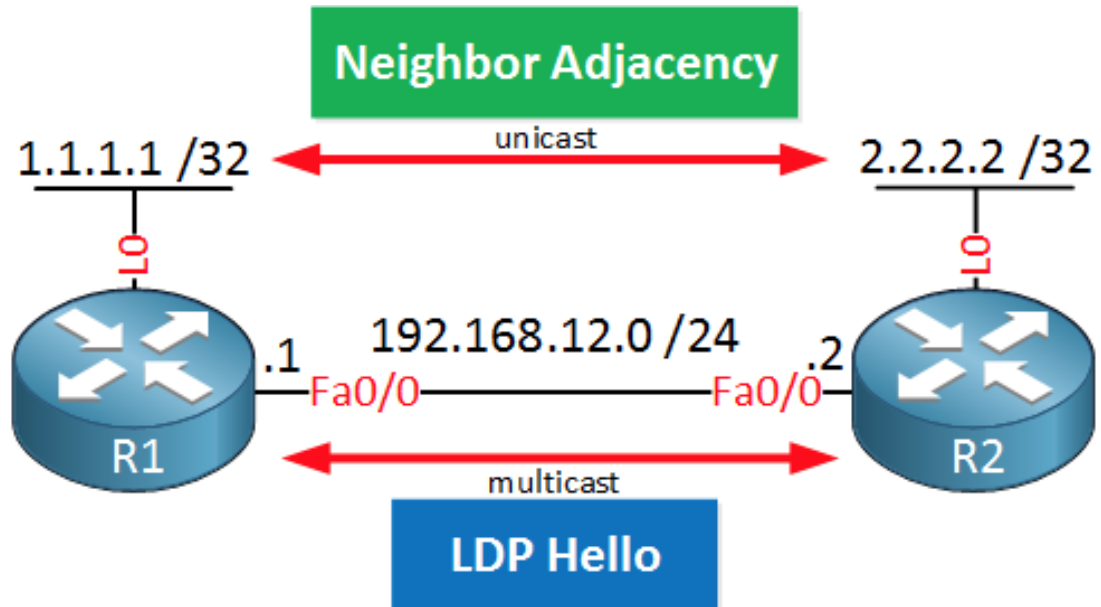 Neighbor Adjacency
unicast
1.1.1.1 /32
2.2.2.2 /32
L0
L0
192.168.12.0 /24
.1
.2
Fa0/0
Fa0/0
R1
R2
multicast
LDP Hello